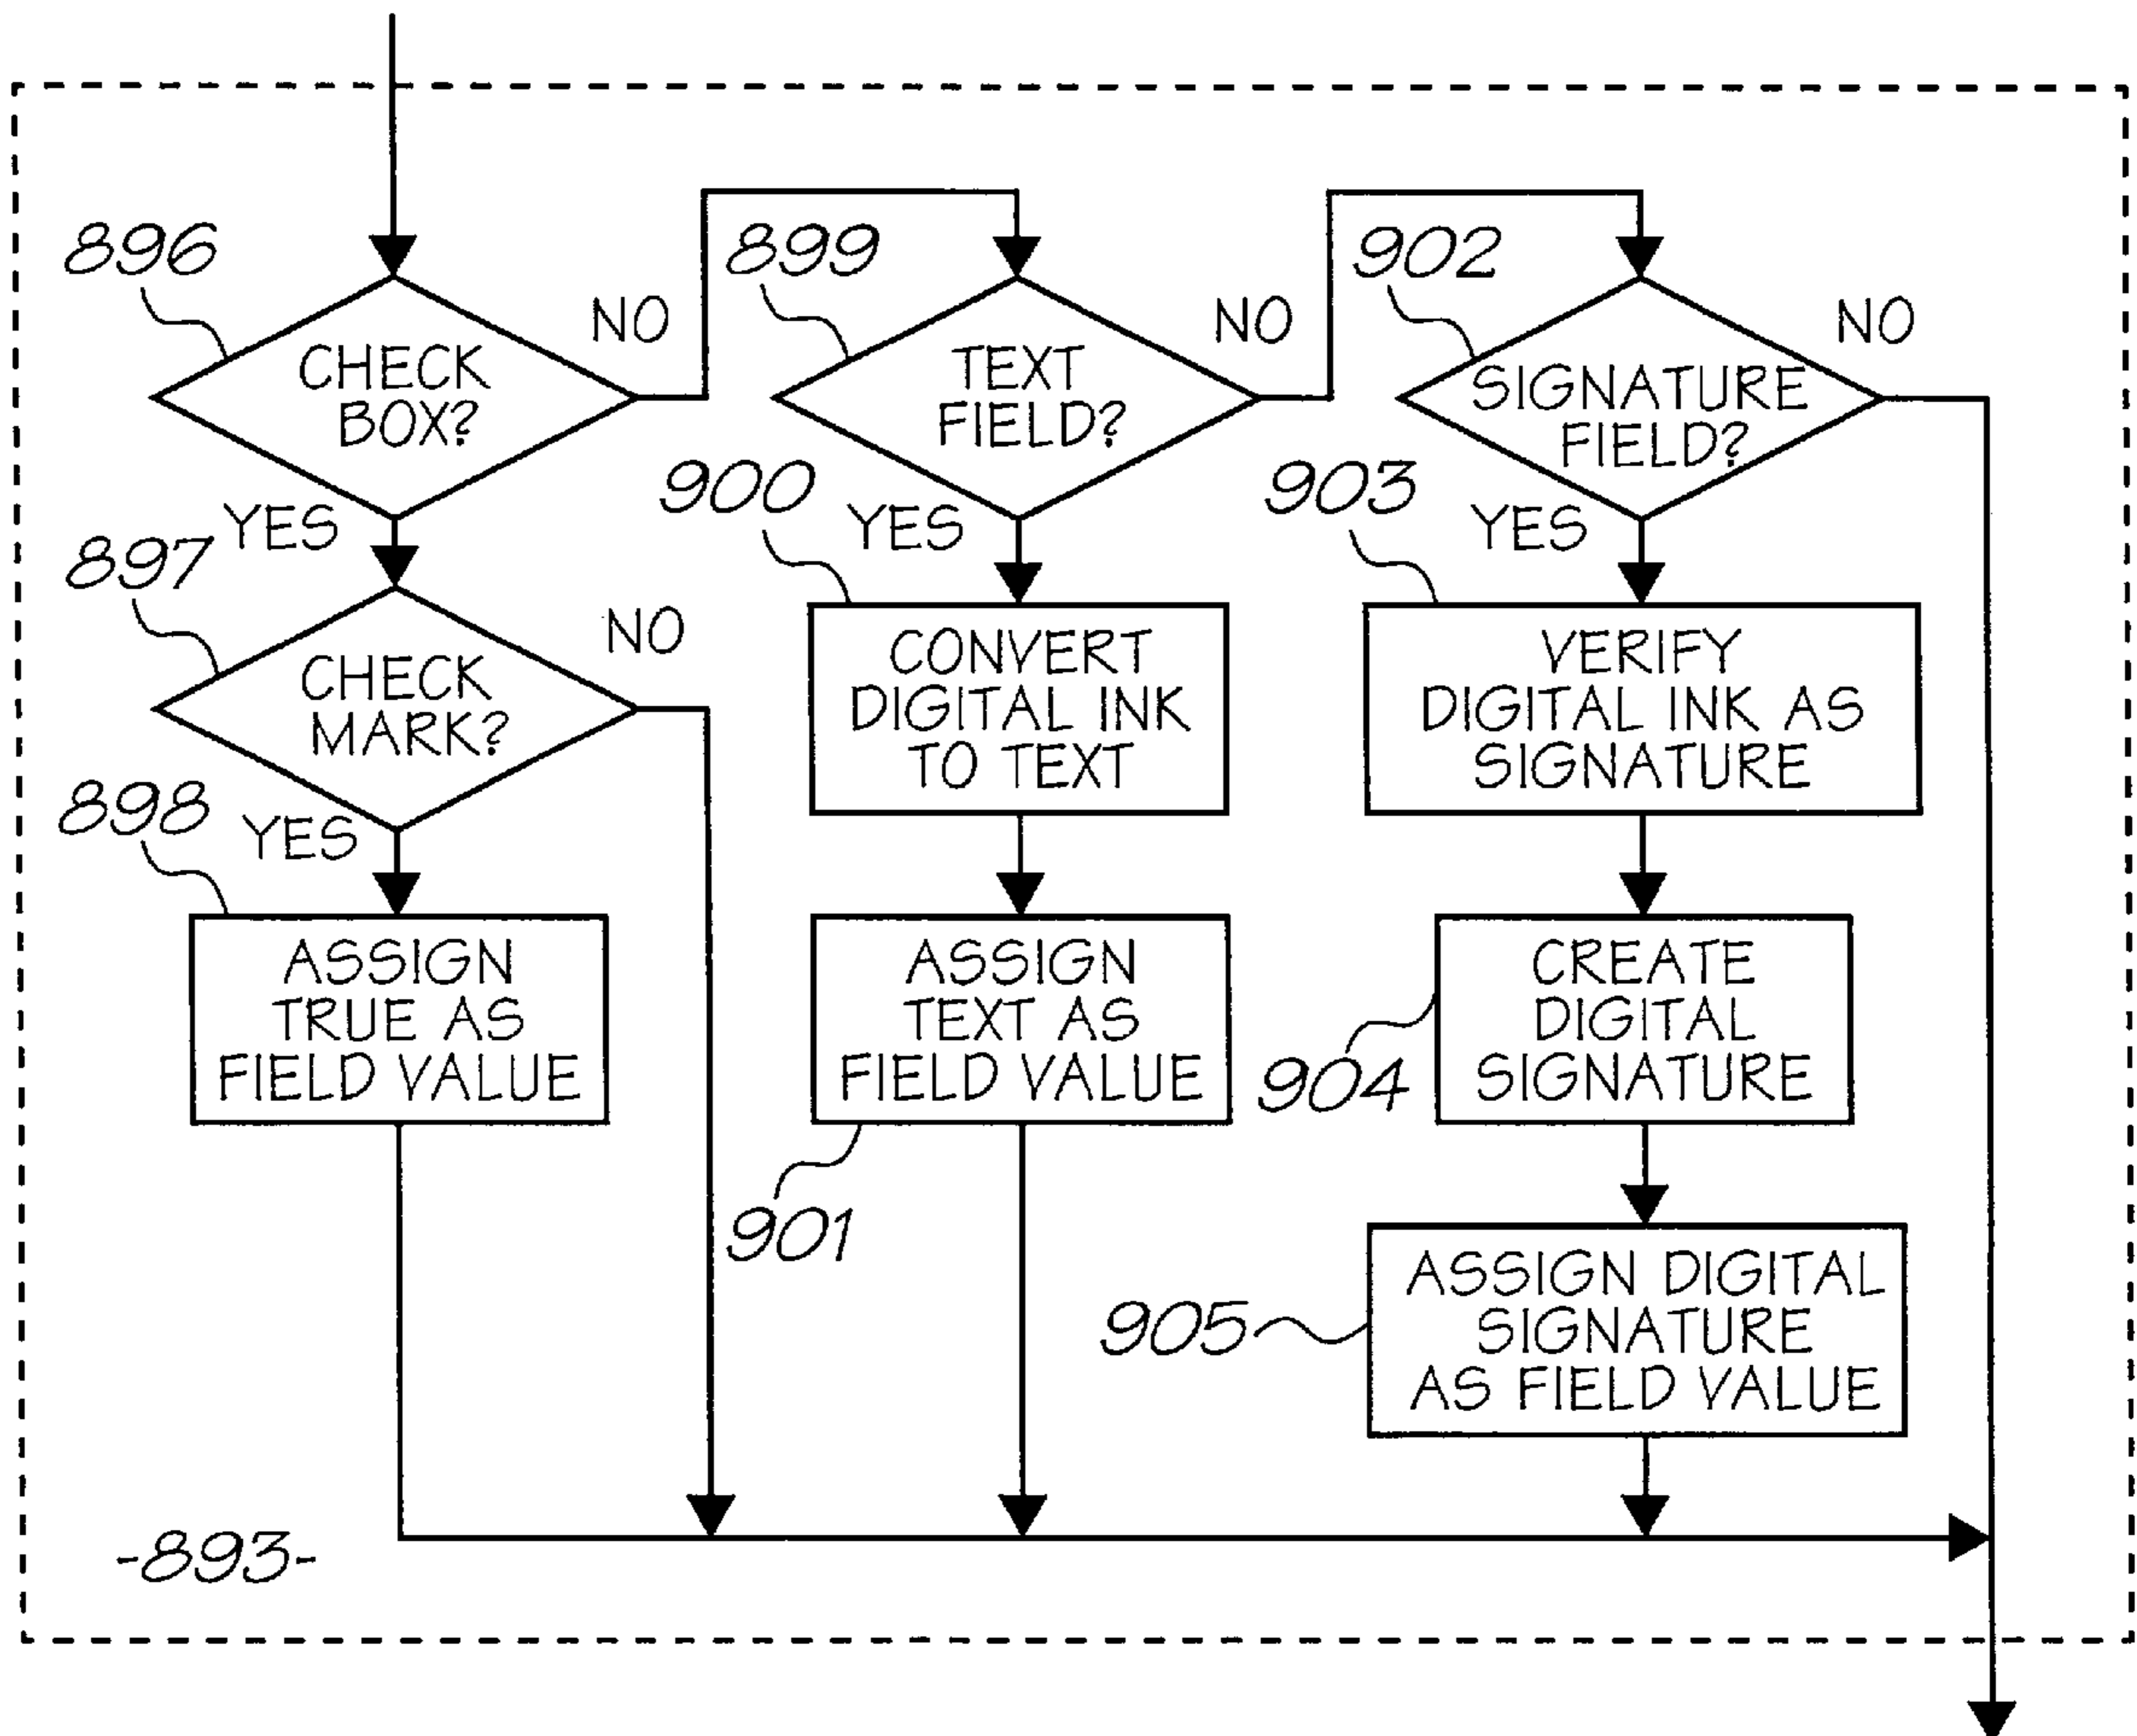 896
CHECK
BOX?
NO
YES
899
TEXT
FIELD?
NO
YES
902
SIGNATURE
FIELD?
NO
YES
897
CHECK
MARK?
NO
YES
900
CONVERT
DIGITAL INK
TO TEXT
903
VERIFY
DIGITAL INK AS
SIGNATURE
898
ASSIGN
TRUE AS
FIELD VALUE
ASSIGN
TEXT AS
FIELD VALUE
901
CREATE
DIGITAL
SIGNATURE
904
905
ASSIGN DIGITAL
SIGNATURE
AS FIELD VALUE
-893-